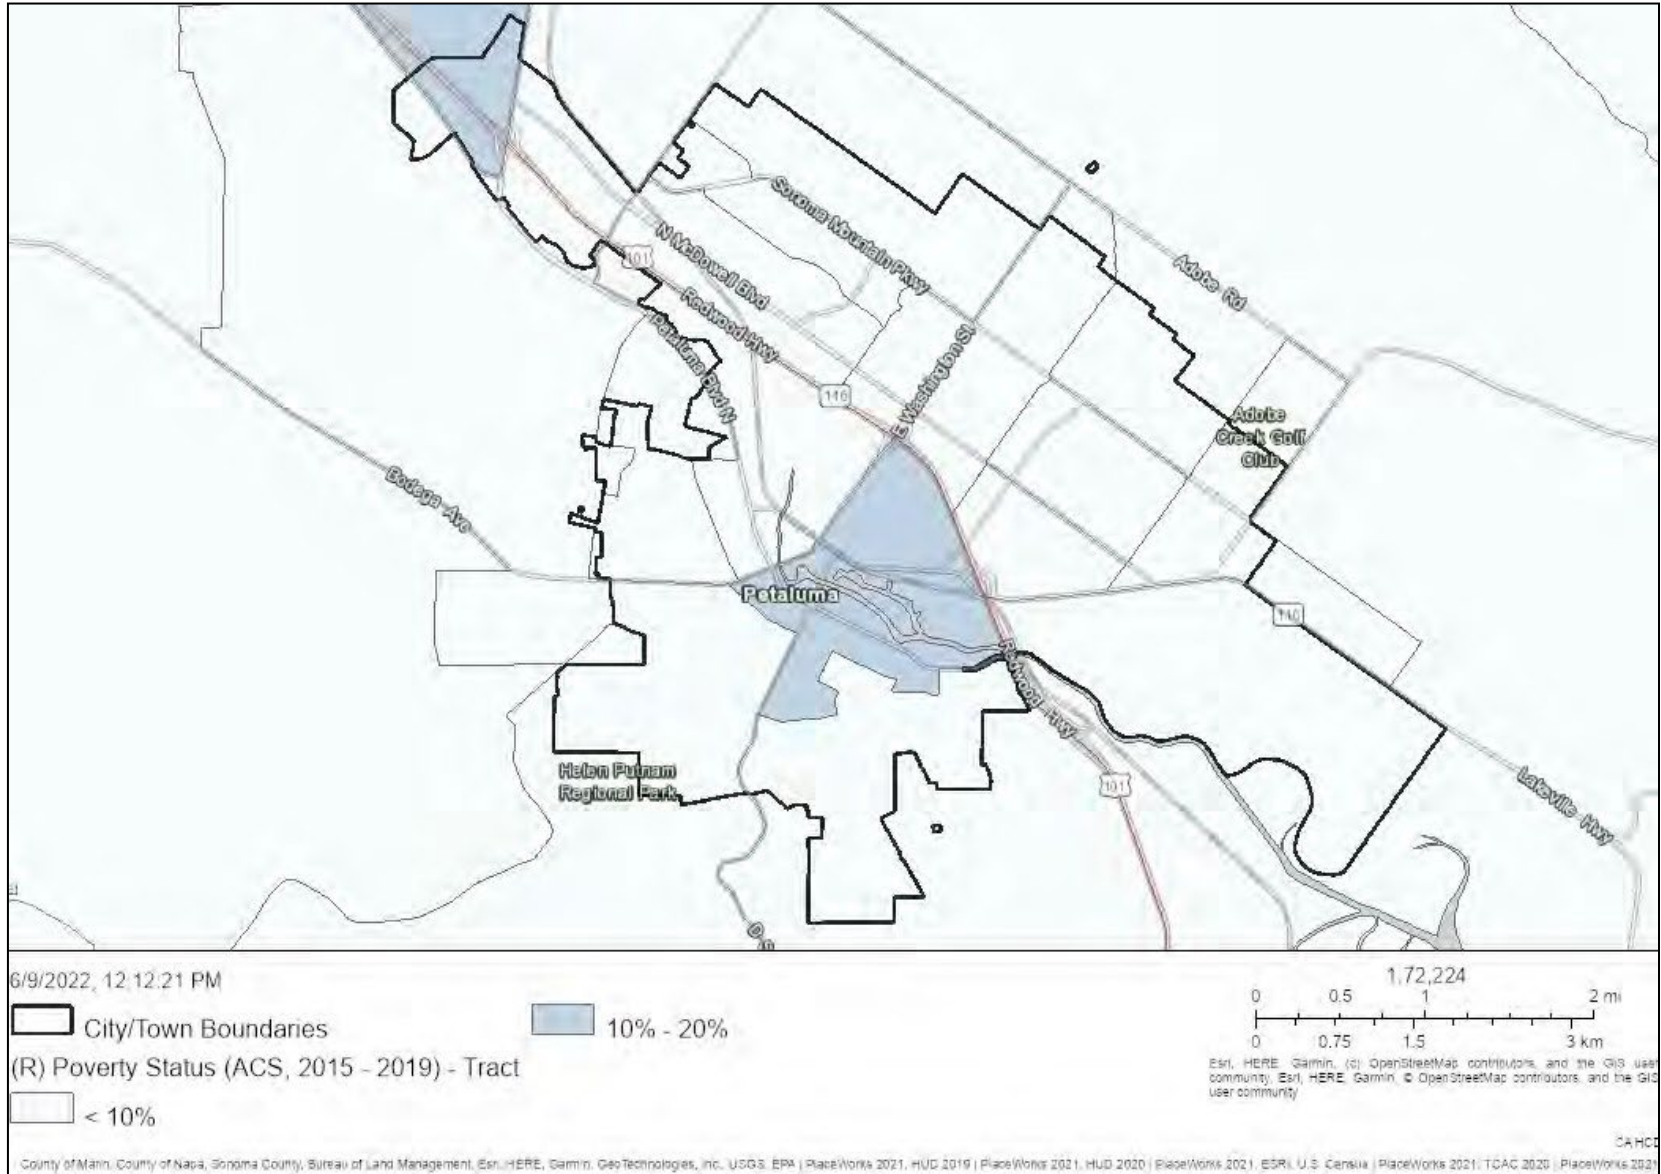 Sonoma Mountain Pkwy
N McDowell Blvd
101
Redwood Hwy
Petaluma Blvd N
Adobe Rd
116
E Washington St
Adobe
Creek Golf
Club
Bodega Ave
Petaluma
116
Redwood Hwy
Helen Putnam
Regional Park
101
Lakeville Hwy
D St
6/9/2022, 12:12:21 PM
City/Town Boundaries
10% - 20%
(R) Poverty Status (ACS, 2015 - 2019) - Tract
< 10%
1:72,224
0 0.5 1 2 mi
0 0.75 1.5 3 km
Esri, HERE, Garmin, (c) OpenStreetMap contributors, and the GIS user
community, Esri, HERE, Garmin, © OpenStreetMap contributors, and the GIS
user community
CA HCD
County of Marin, County of Napa, Sonoma County, Bureau of Land Management, Esri, HERE, Garmin, GeoTechnologies, Inc., USGS, EPA | PlaceWorks 2021, HUD 2019 | PlaceWorks 2021, HUD 2020 | PlaceWorks 2021, ESRI, U.S. Census | PlaceWorks 2021, TCAC 2020 | PlaceWorks 2021